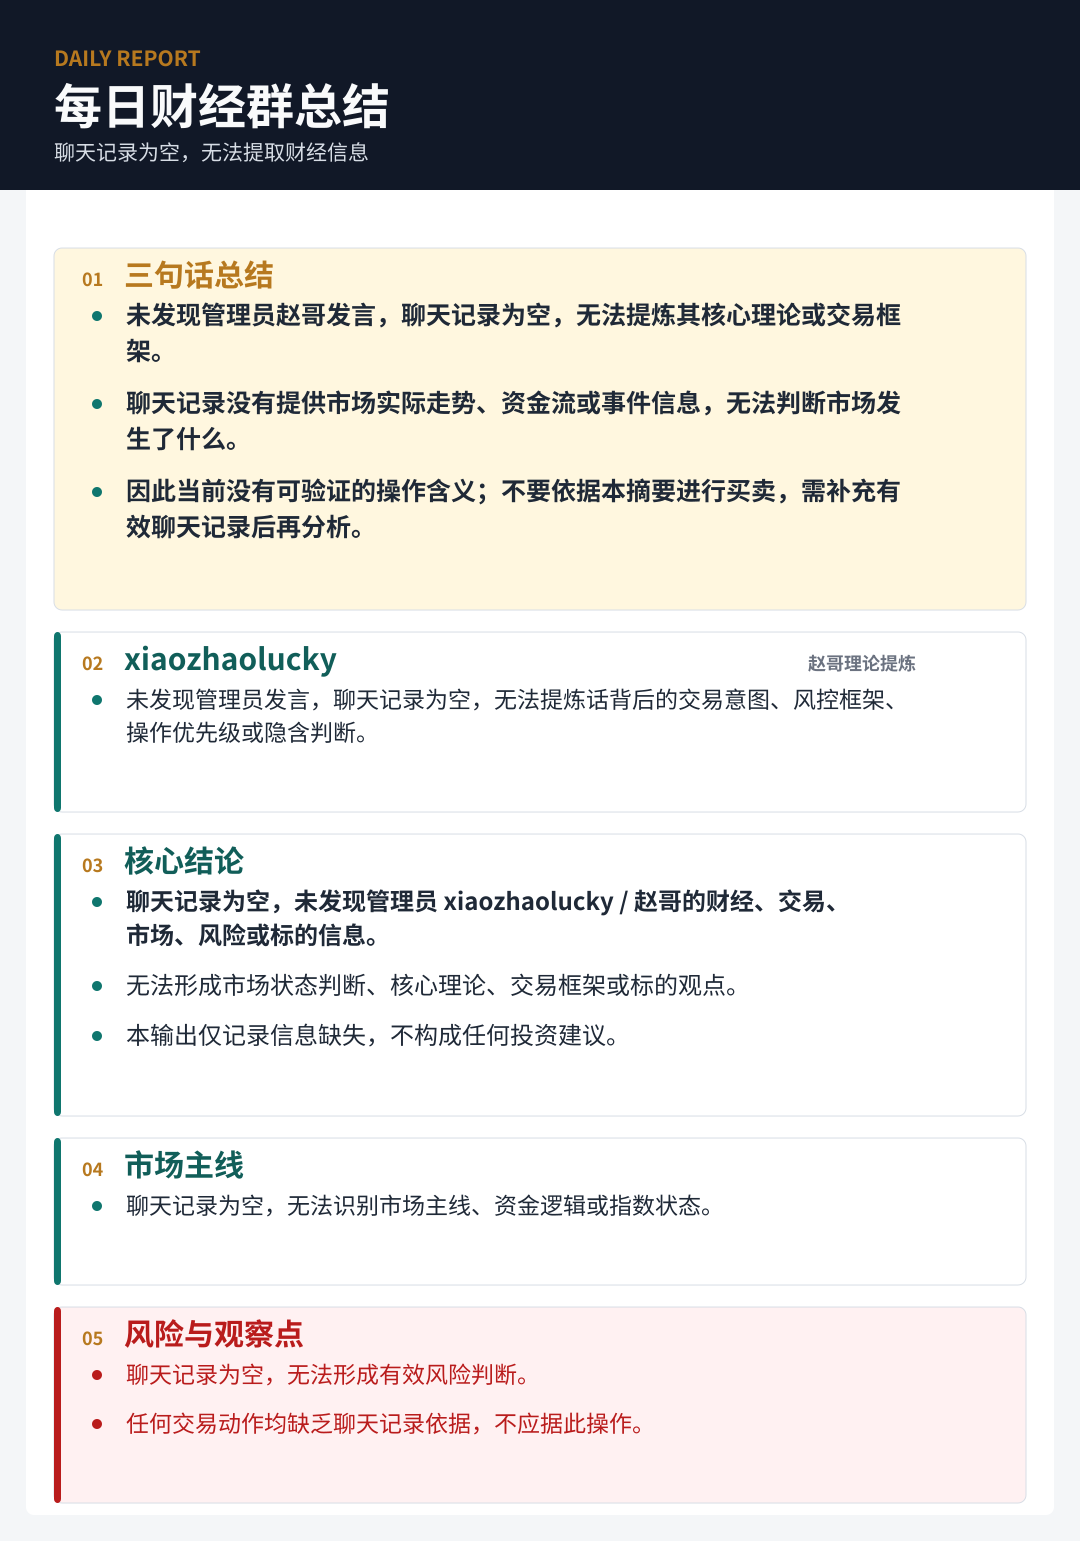 DAILY REPORT
每日财经群总结
聊天记录为空，无法提取财经信息
01 三句话总结
未发现管理员赵哥发言，聊天记录为空，无法提炼其核心理论或交易框
架。
聊天记录没有提供市场实际走势、资金流或事件信息，无法判断市场发
生了什么。
因此当前没有可验证的操作含义；不要依据本摘要进行买卖，需补充有
效聊天记录后再分析。
02 xiaozhaolucky 赵哥理论提炼
未发现管理员发言，聊天记录为空，无法提炼话背后的交易意图、风控框架、
操作优先级或隐含判断。
03 核心结论
聊天记录为空，未发现管理员 xiaozhaolucky / 赵哥的财经、交易、
市场、风险或标的信息。
无法形成市场状态判断、核心理论、交易框架或标的观点。
本输出仅记录信息缺失，不构成任何投资建议。
04 市场主线
聊天记录为空，无法识别市场主线、资金逻辑或指数状态。
05 风险与观察点
聊天记录为空，无法形成有效风险判断。
任何交易动作均缺乏聊天记录依据，不应据此操作。